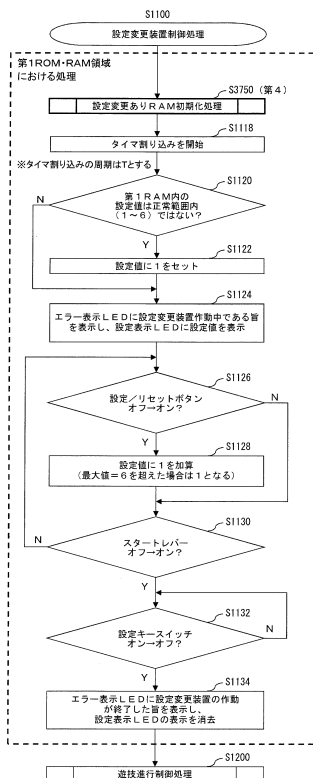 S1100
設定変更装置制御処理
第1ROM・RAM領域
における処理
S3750(第4)
設定変更ありRAM初期化処理
S1118
タイマ割り込みを開始
※タイマ割り込みの周期はTとする
S1120
N
第1RAM内の
設定値は正常範囲内
(1~6)ではない?
Y
S1122
設定値に1をセット
S1124
エラー表示LEDに設定変更装置作動中である旨
を表示し、設定表示LEDに設定値を表示
S1126
設定/リセットボタン
オフ→オン?
N
Y
S1128
設定値に1を加算
(最大値=6を超えた場合は1となる)
S1130
N
スタートレバー
オフ→オン?
Y
S1132
設定キースイッチ
オン→オフ?
N
Y
S1134
エラー表示LEDに設定変更装置の作動
が終了した旨を表示し、
設定表示LEDの表示を消去
S1200
遊技進行制御処理